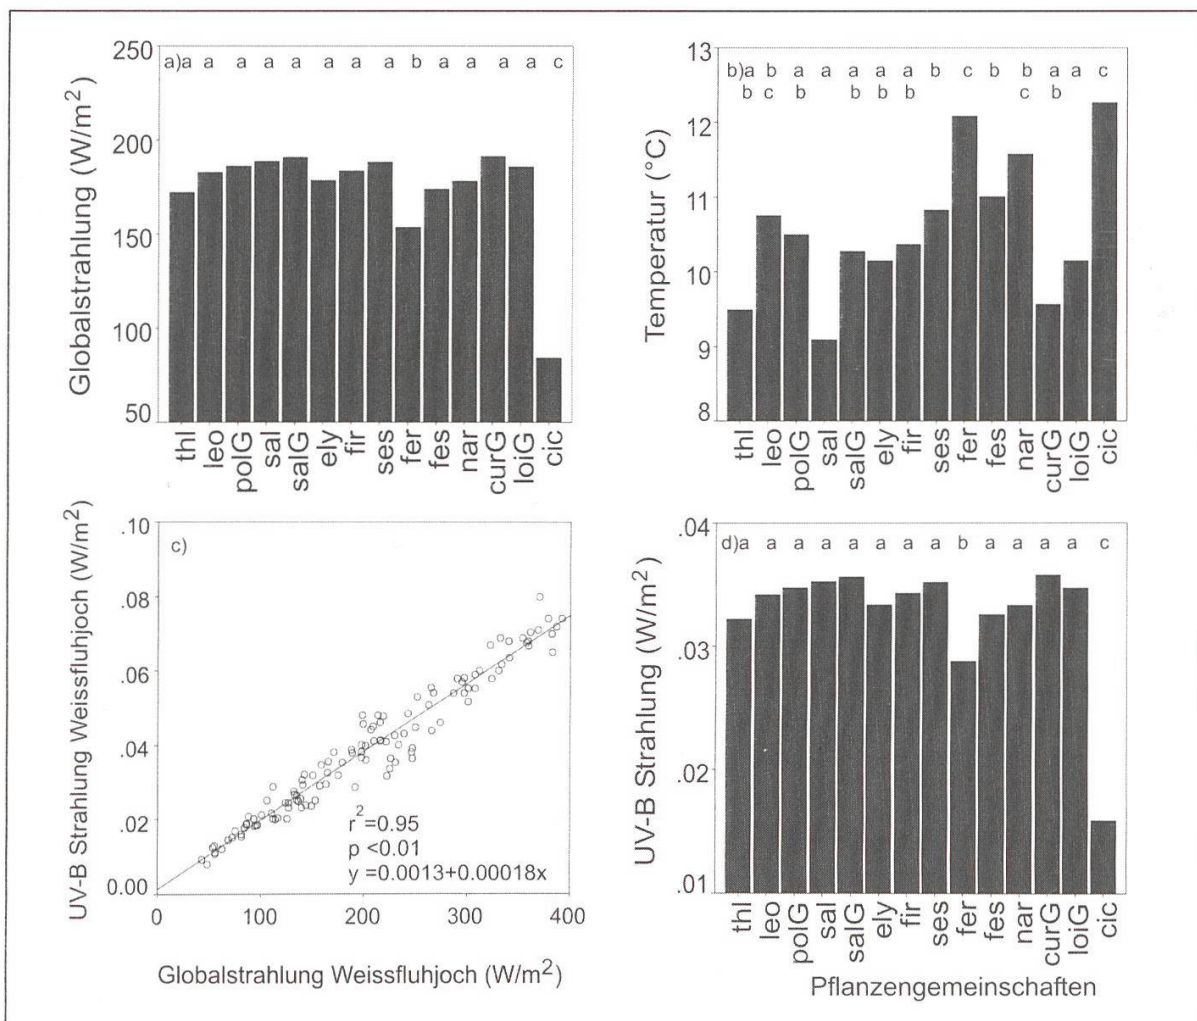 Globalstrahlung (W/m²)
250
200
150
100
50
a)a a a a a a a a b a a a a c
thl leo polG sal salG ely fir ses fer fes nar curG loiG cic
Temperatur (°C)
13
12
11
10
9
8
b)a b a a a a a b c b b a a c
b c b b b b c b
thl leo polG sal salG ely fir ses fer fes nar curG loiG cic
UV-B Strahlung Weissfluhjoch (W/m²)
.10
.08
.06
.04
.02
0.00
c)
r²=0.95
p <0.01
y =0.0013+0.00018x
0 100 200 300 400
Globalstrahlung Weissfluhjoch (W/m²)
UV-B Strahlung (W/m²)
.04
.03
.02
.01
d)a a a a a a a a b a a a a c
thl leo polG sal salG ely fir ses fer fes nar curG loiG cic
Pflanzengemeinschaften